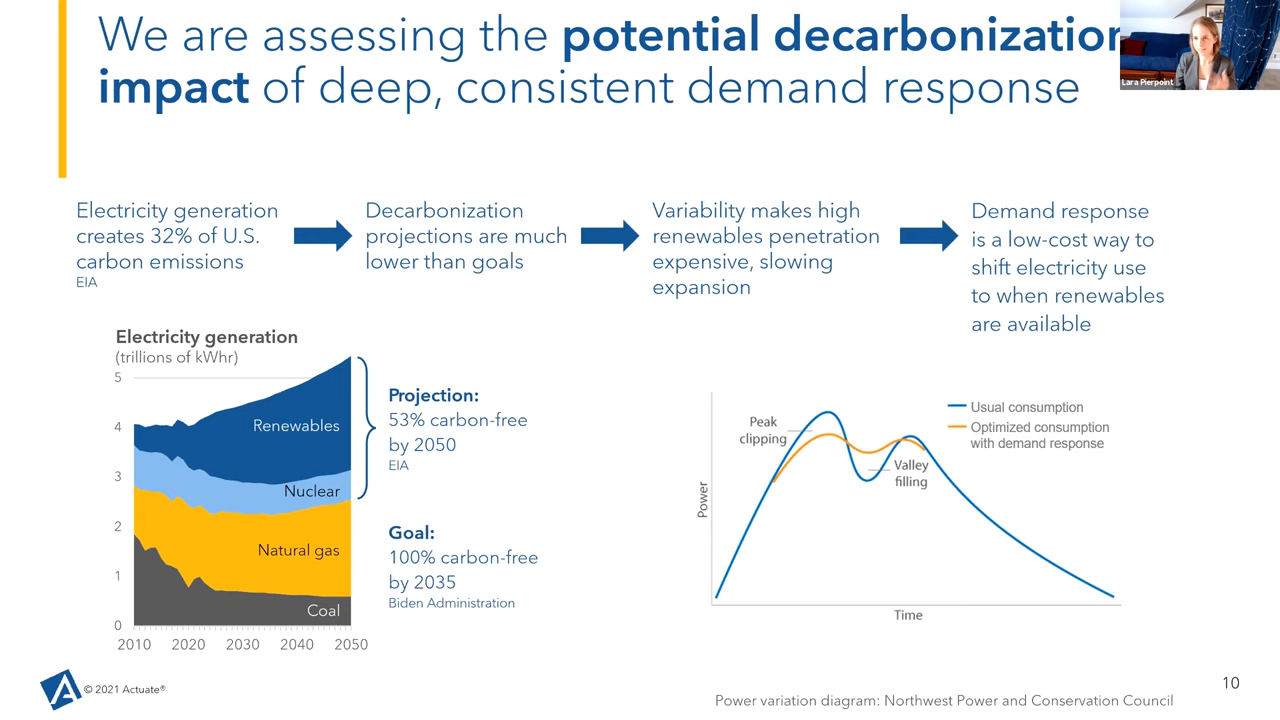 We are assessing the potential decarbonization
impact of deep, consistent demand response
Lara Pierpoint
Electricity generation
creates 32% of U.S.
carbon emissions
EIA
Decarbonization
projections are much
lower than goals
Variability makes high
renewables penetration
expensive, slowing
expansion
Demand response
is a low-cost way to
shift electricity use
to when renewables
are available
Electricity generation
(trillions of kWhr)
5
4
3
2
1
0
Renewables
Nuclear
Natural gas
Coal
2010 2020 2030 2040 2050
Projection:
53% carbon-free
by 2050
EIA
Goal:
100% carbon-free
by 2035
Biden Administration
Usual consumption
Optimized consumption
with demand response
Peak
clipping
Valley
filling
Power
Time
© 2021 Actuate®
Power variation diagram: Northwest Power and Conservation Council
10